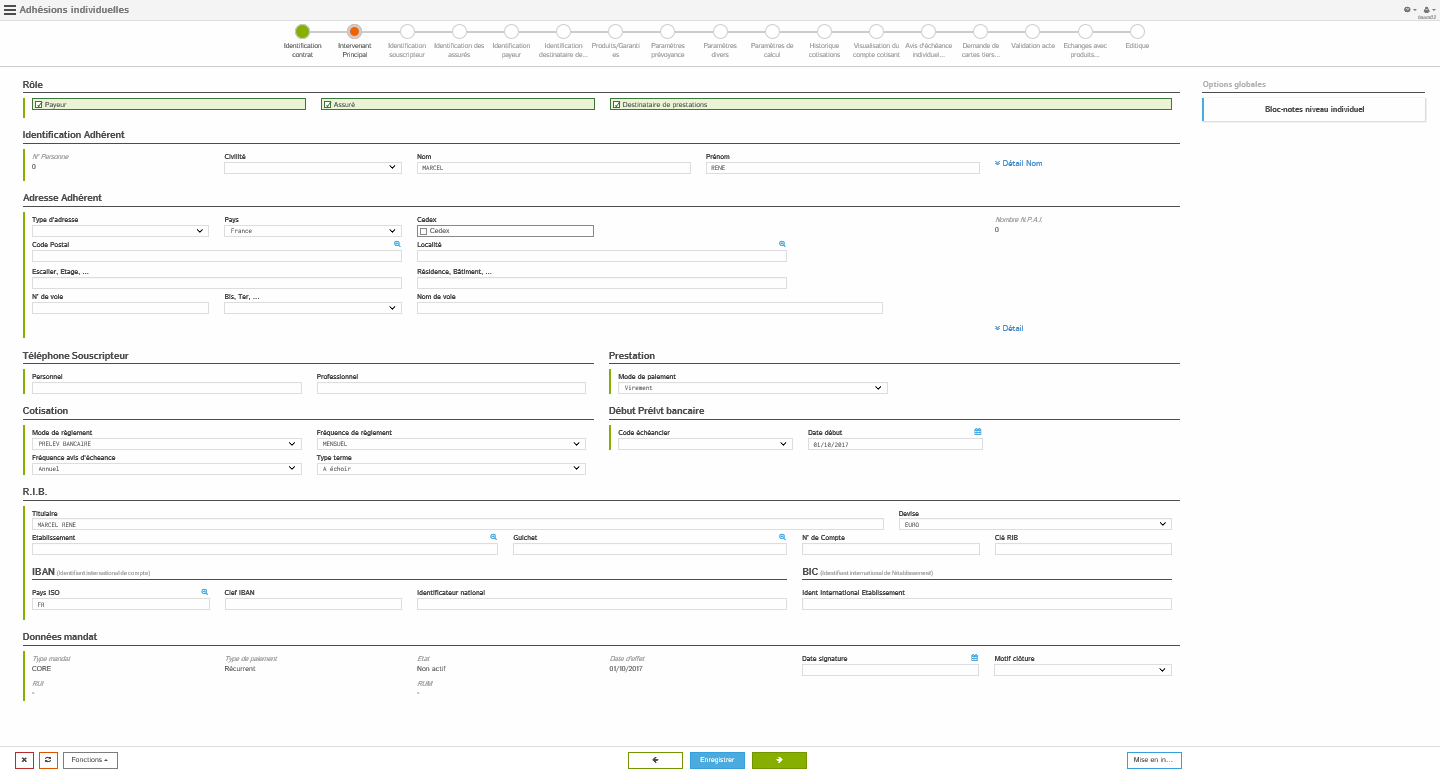 Adhésions individuelles
Identification contrat
Intervenant Principal
Identification souscripteur
Identification des assurés
Identification payeur
Identification destinataire de...
Produits/Garanti es
Paramètres prévoyance
Paramètres divers
Paramètres de calcul
Historique cotisations
Visualisation du compte cotisant
Avis d'échéance individuel...
Demande de cartes tiers...
Validation acte
Echanges avec produits...
Editique
Rôle
Options globales
Payeur
Assuré
Destinataire de prestations
Bloc-notes niveau individuel
Identification Adhérent
N° Personne
Civilité
Nom
Prénom
0
MARCEL
RENE
Détail Nom
Adresse Adhérent
Type d'adresse
Pays
Cedex
Nombre N.P.A.I.
France
Cedex
0
Code Postal
Localité
Escalier, Etage, ...
Résidence, Bâtiment, ...
N° de voie
Bis, Ter, ...
Nom de voie
Détail
Téléphone Souscripteur
Prestation
Personnel
Professionnel
Mode de paiement
Virement
Cotisation
Début Prélvt bancaire
Mode de règlement
Fréquence de règlement
Code échéancier
Date début
PRELEV BANCAIRE
MENSUEL
01/10/2017
Fréquence avis d'écheance
Type terme
Annuel
A échoir
R.I.B.
Titulaire
Devise
MARCEL RENE
EURO
Etablissement
Guichet
N° de Compte
Clé RIB
IBAN (Identifiant international de compte)
BIC (Identifiant international de l'établissement)
Pays ISO
Clef IBAN
Identificateur national
Ident International Etablissement
FR
Données mandat
Type mandat
Type de paiement
Etat
Date d'effet
Date signature
Motif clôture
CORE
Récurrent
Non actif
01/10/2017
RUI
RUM
-
-
Fonctions
Enregistrer
Mise en in...